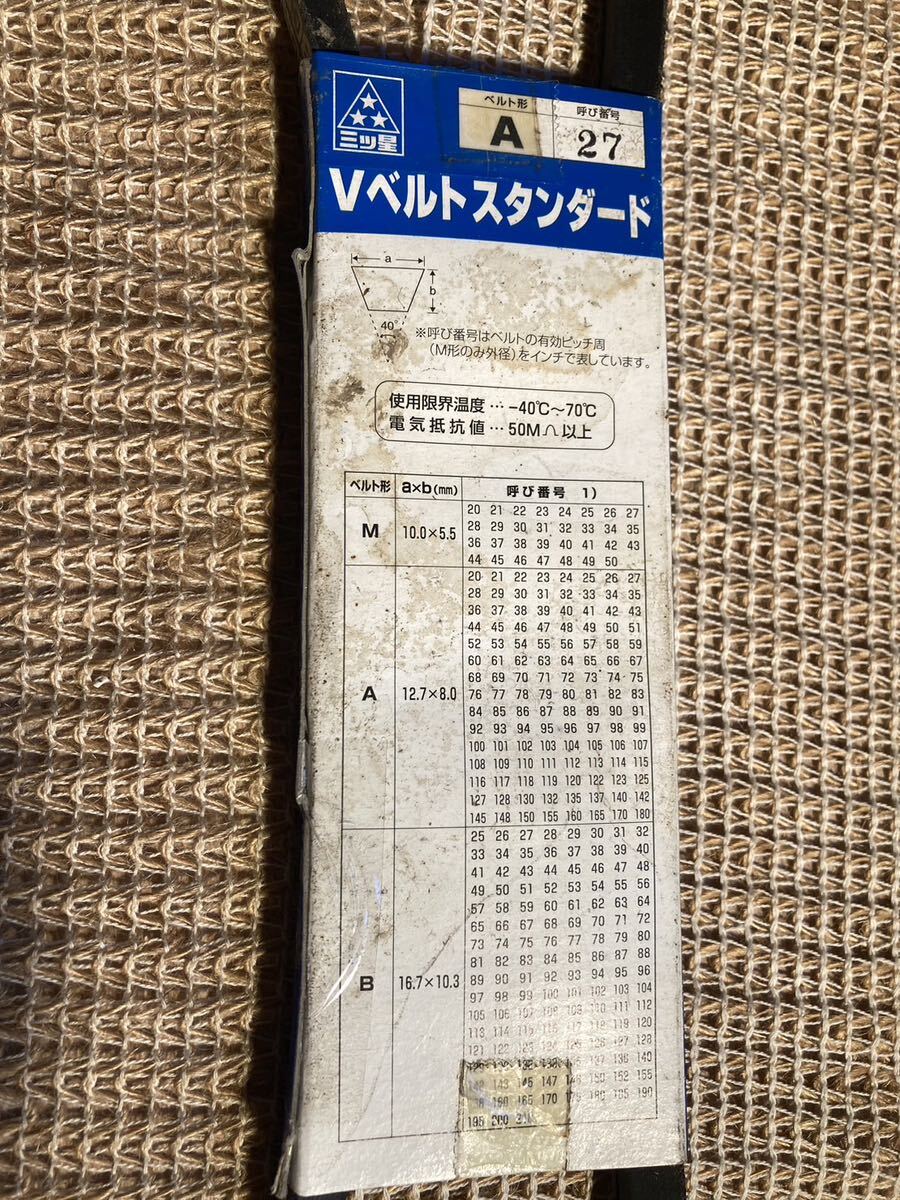 三ツ星
ベルト形
A
呼び番号
27
Vベルトスタンダード
a
b
40°
※呼び番号はベルトの有効ピッチ周
(M形のみ外径)をインチで表しています。
使用限界温度…−40℃〜70℃
電気抵抗値…50M 以上
ベルト形 a×b(mm) 呼び番号 1)
M 10.0×5.5
20 21 22 23 24 25 26 27
28 29 30 31 32 33 34 35
36 37 38 39 40 41 42 43
44 45 46 47 48 49 50
A 12.7×8.0
20 21 22 23 24 25 26 27
28 29 30 31 32 33 34 35
36 37 38 39 40 41 42 43
44 45 46 47 48 49 50 51
52 53 54 55 56 57 58 59
60 61 62 63 64 65 66 67
68 69 70 71 72 73 74 75
76 77 78 79 80 81 82 83
84 85 86 87 88 89 90 91
92 93 94 95 96 97 98 99
100 101 102 103 104 105 106 107
108 109 110 111 112 113 114 115
116 117 118 119 120 122 123 125
127 128 130 132 135 137 140 142
145 148 150 155 160 165 170 180
B 16.7×10.3
25 26 27 28 29 30 31 32
33 34 35 36 37 38 39 40
41 42 43 44 45 46 47 48
49 50 51 52 53 54 55 56
57 58 59 60 61 62 63 64
65 66 67 68 69 70 71 72
73 74 75 76 77 78 79 80
81 82 83 84 85 86 87 88
89 90 91 92 93 94 95 96
97 98 99 100 101 102 103 104
105 106 107 108 109 110 111 112
113 114 115 116 117 118 119 120
121 122 123 124 125 126 127 128
140
143 145 147 150 152 155
160 165 170 190
195 200